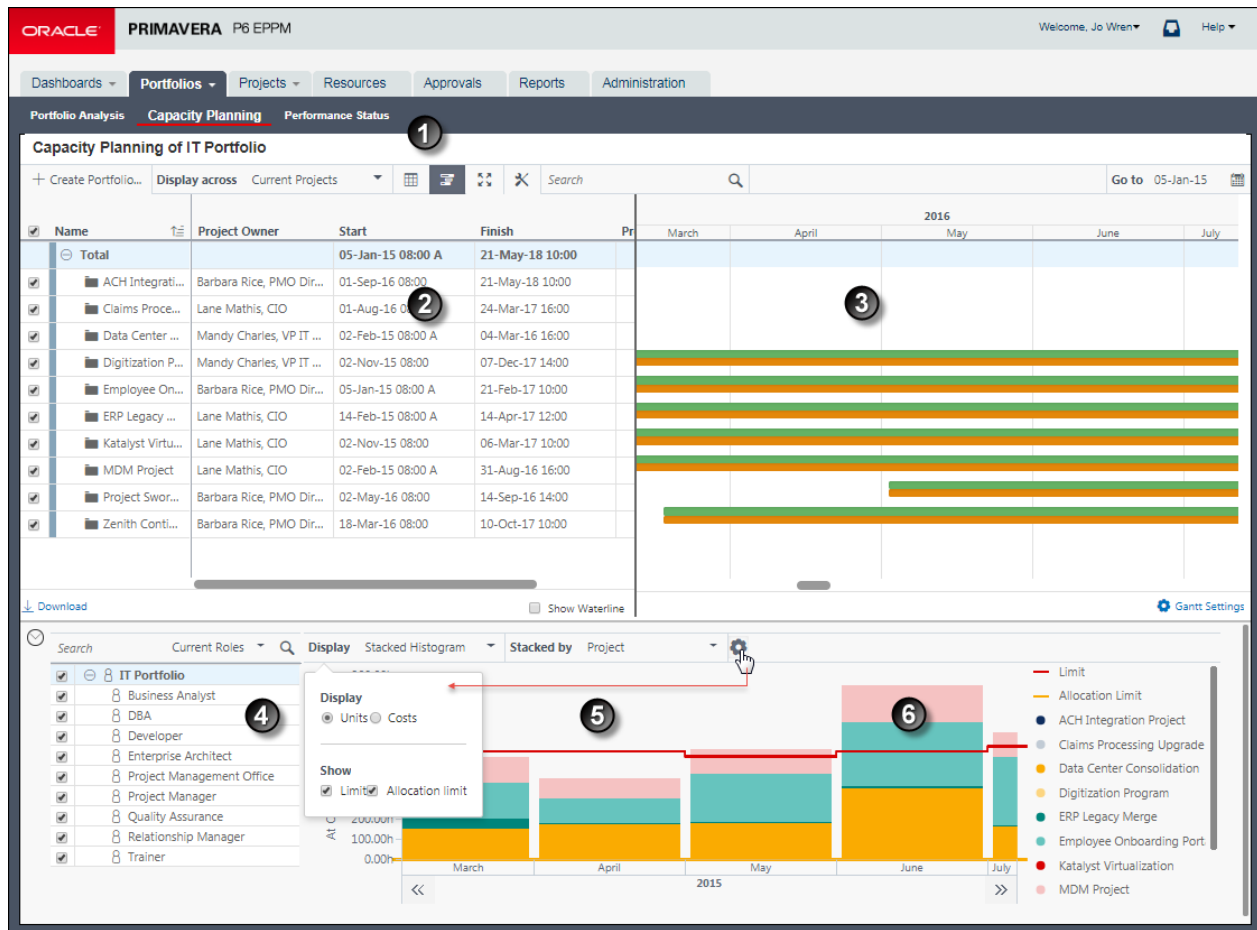 ORACLE PRIMAVERA P6 EPPM Welcome, Jo Wren Help
Dashboards Portfolios Projects Resources Approvals Reports Administration
Portfolio Analysis Capacity Planning Performance Status
1
Capacity Planning of IT Portfolio
Create Portfolio... Display across Current Projects Search Go to 05-Jan-15
2016
Name Project Owner Start Finish Pr March April May June July
Total 05-Jan-15 08:00 A 21-May-18 10:00
ACH Integrati... Barbara Rice, PMO Dir... 01-Sep-16 08:00 21-May-18 10:00
Claims Proce... Lane Mathis, CIO 01-Aug-16 0 2 24-Mar-17 16:00 3
Data Center ... Mandy Charles, VP IT ... 02-Feb-15 08:00 A 04-Mar-16 16:00
Digitization P... Mandy Charles, VP IT ... 02-Nov-15 08:00 07-Dec-17 14:00
Employee On... Barbara Rice, PMO Dir... 05-Jan-15 08:00 A 21-Feb-17 10:00
ERP Legacy ... Lane Mathis, CIO 14-Feb-15 08:00 A 14-Apr-17 12:00
Katalyst Virtu... Lane Mathis, CIO 02-Nov-15 08:00 06-Mar-17 10:00
MDM Project Lane Mathis, CIO 02-Feb-15 08:00 A 31-Aug-16 16:00
Project Swor... Barbara Rice, PMO Dir... 02-May-16 08:00 14-Sep-16 14:00
Zenith Conti... Barbara Rice, PMO Dir... 18-Mar-16 08:00 10-Oct-17 10:00
Download Show Waterline Gantt Settings
Search Current Roles Display Stacked Histogram Stacked by Project
IT Portfolio
Business Analyst
DBA
Developer
Enterprise Architect
Project Management Office
Project Manager
Quality Assurance
Relationship Manager
Trainer
4
Display
Units Costs
Show
Limit Allocation limit
5
6
200.00h
100.00h
0.00h
March April May June July
2015
Limit
Allocation Limit
ACH Integration Project
Claims Processing Upgrade
Data Center Consolidation
Digitization Program
ERP Legacy Merge
Employee Onboarding Port
Katalyst Virtualization
MDM Project